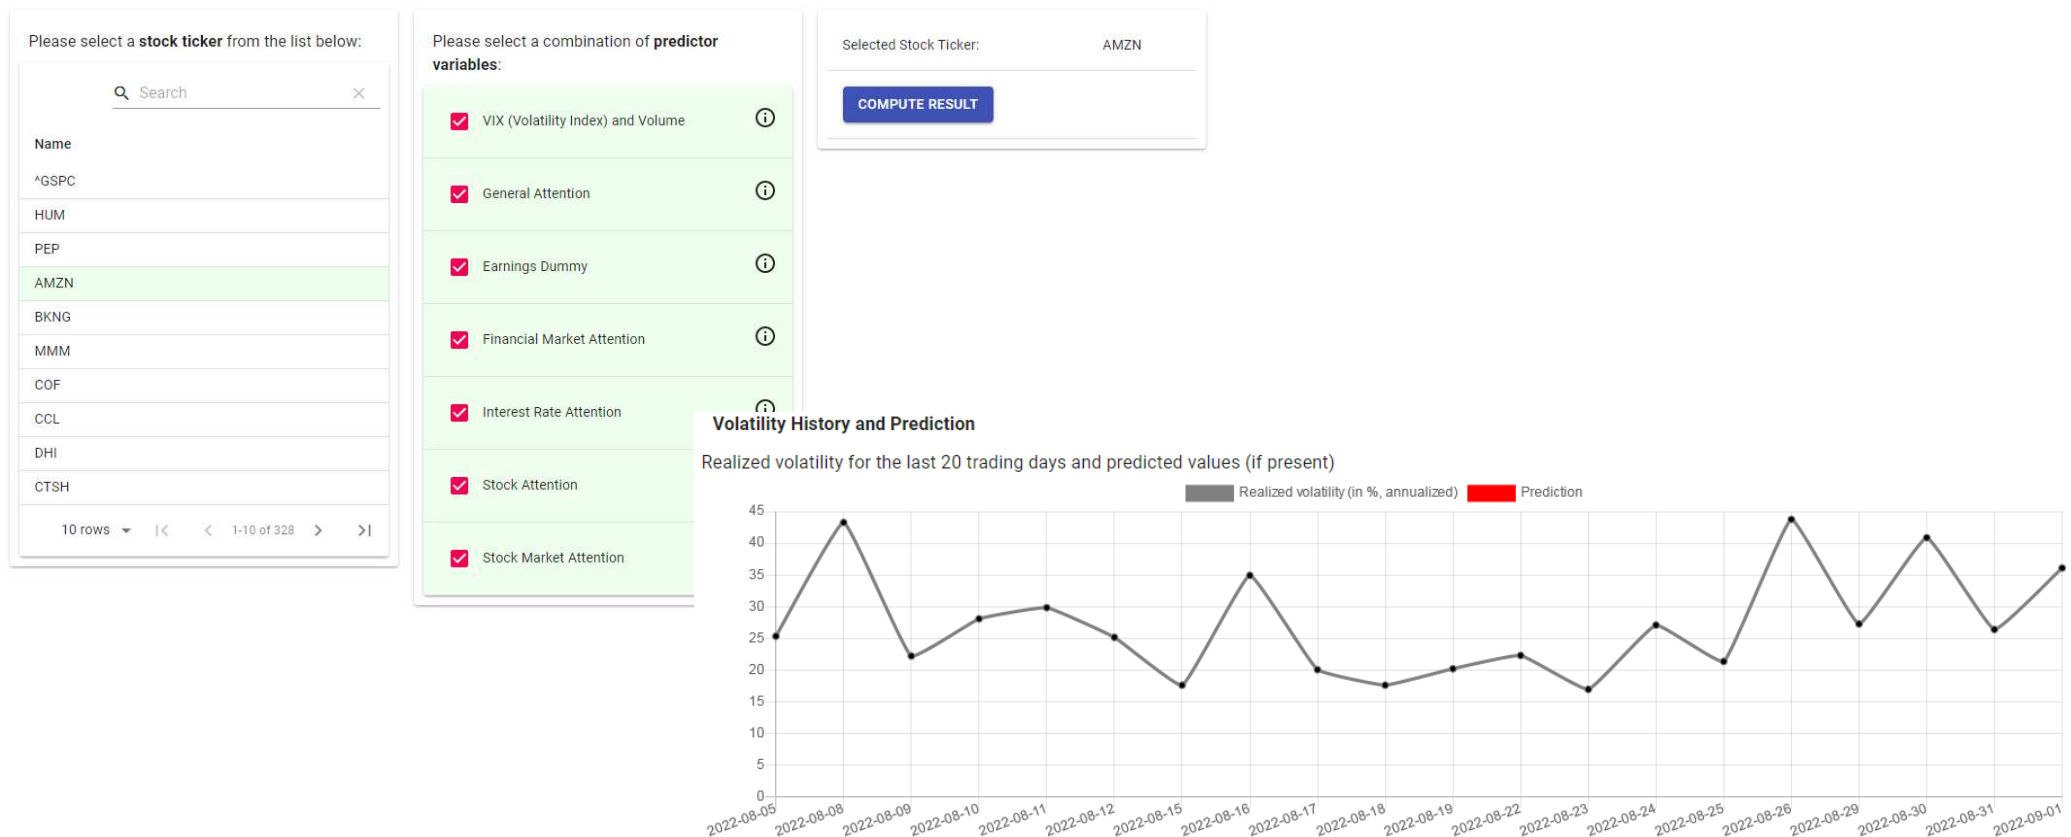 Please select a stock ticker from the list below:
Search
Name
^GSPC
HUM
PEP
AMZN
BKNG
MMM
COF
CCL
DHI
CTSH
10 rows
1-10 of 328
Please select a combination of predictor
variables:
VIX (Volatility Index) and Volume
General Attention
Earnings Dummy
Financial Market Attention
Interest Rate Attention
Stock Attention
Stock Market Attention
Selected Stock Ticker: AMZN
COMPUTE RESULT
Volatility History and Prediction
Realized volatility for the last 20 trading days and predicted values (if present)
Realized volatility (in %, annualized) Prediction
45
40
35
30
25
20
15
10
5
0
2022-08-05 2022-08-08 2022-08-09 2022-08-10 2022-08-11 2022-08-12 2022-08-15 2022-08-16 2022-08-17 2022-08-18 2022-08-19 2022-08-22 2022-08-23 2022-08-24 2022-08-25 2022-08-26 2022-08-29 2022-08-30 2022-08-31 2022-09-01